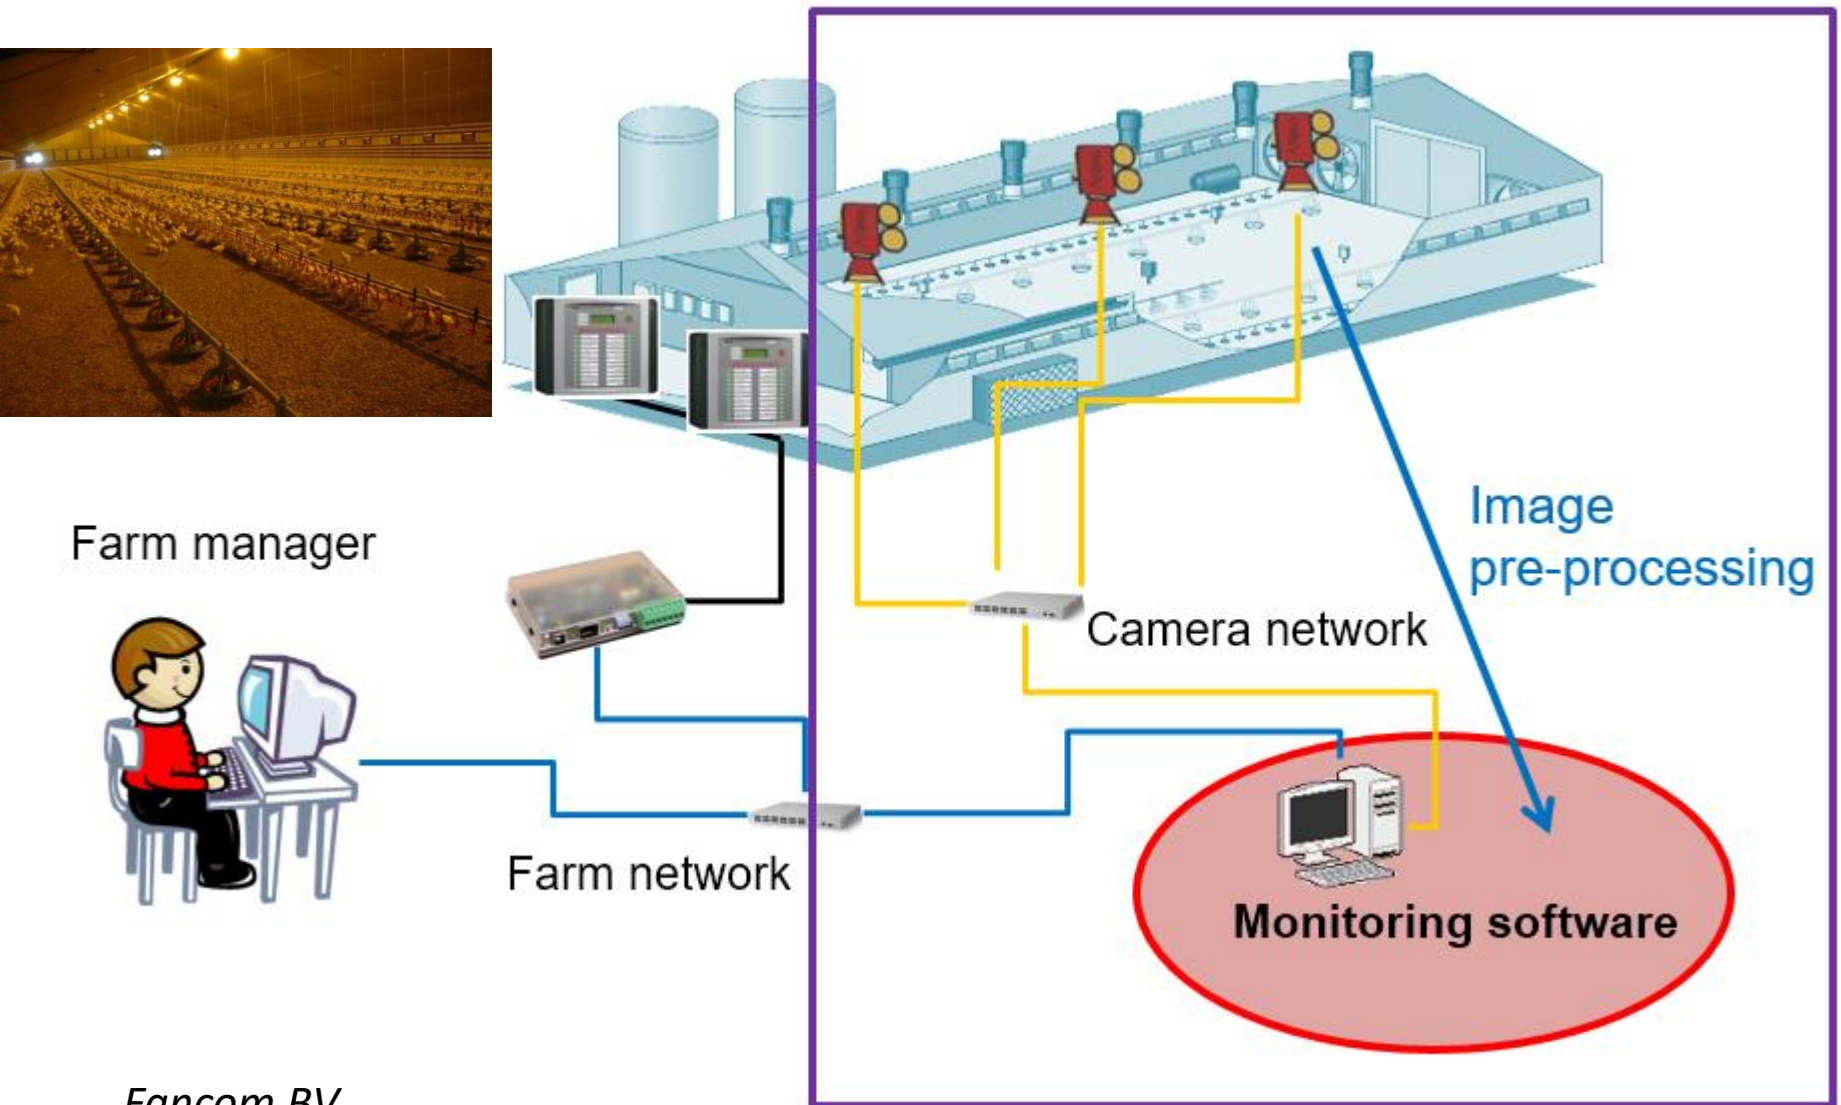 Farm manager
Image
pre-processing
Camera network
Farm network
Monitoring software
Fancom BV